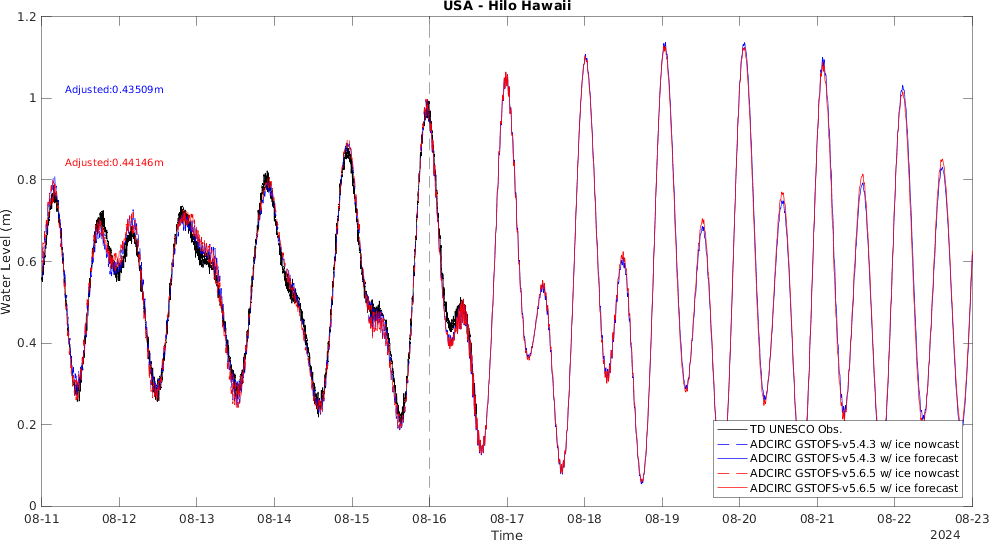 USA - Hilo Hawaii
1.2
1
0.8
0.6
0.4
0.2
0
Water Level (m)
Adjusted:0.43509m
Adjusted:0.44146m
TD UNESCO Obs.
ADCIRC GSTOFS-v5.4.3 w/ ice nowcast
ADCIRC GSTOFS-v5.4.3 w/ ice forecast
ADCIRC GSTOFS-v5.6.5 w/ ice nowcast
ADCIRC GSTOFS-v5.6.5 w/ ice forecast
08-11 08-12 08-13 08-14 08-15 08-16 08-17 08-18 08-19 08-20 08-21 08-22 08-23
Time
2024